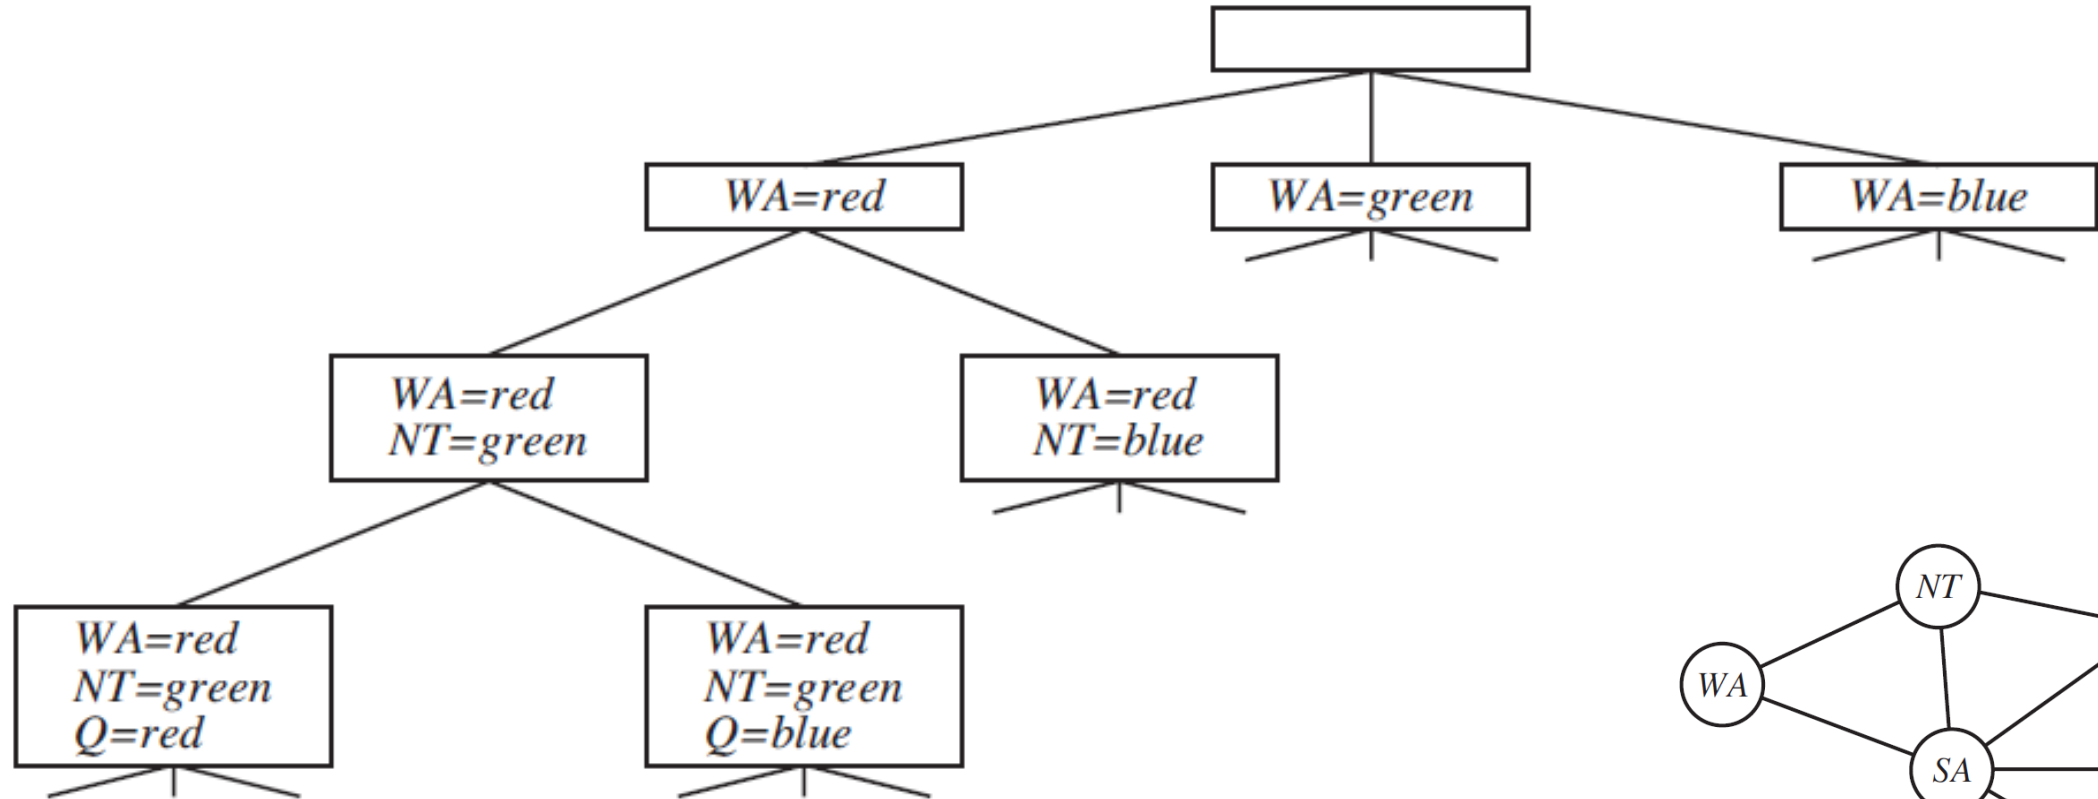 WA=red
WA=green
WA=blue
WA=red
NT=green
WA=red
NT=blue
WA=red
NT=green
Q=red
WA=red
NT=green
Q=blue
NT
WA
SA